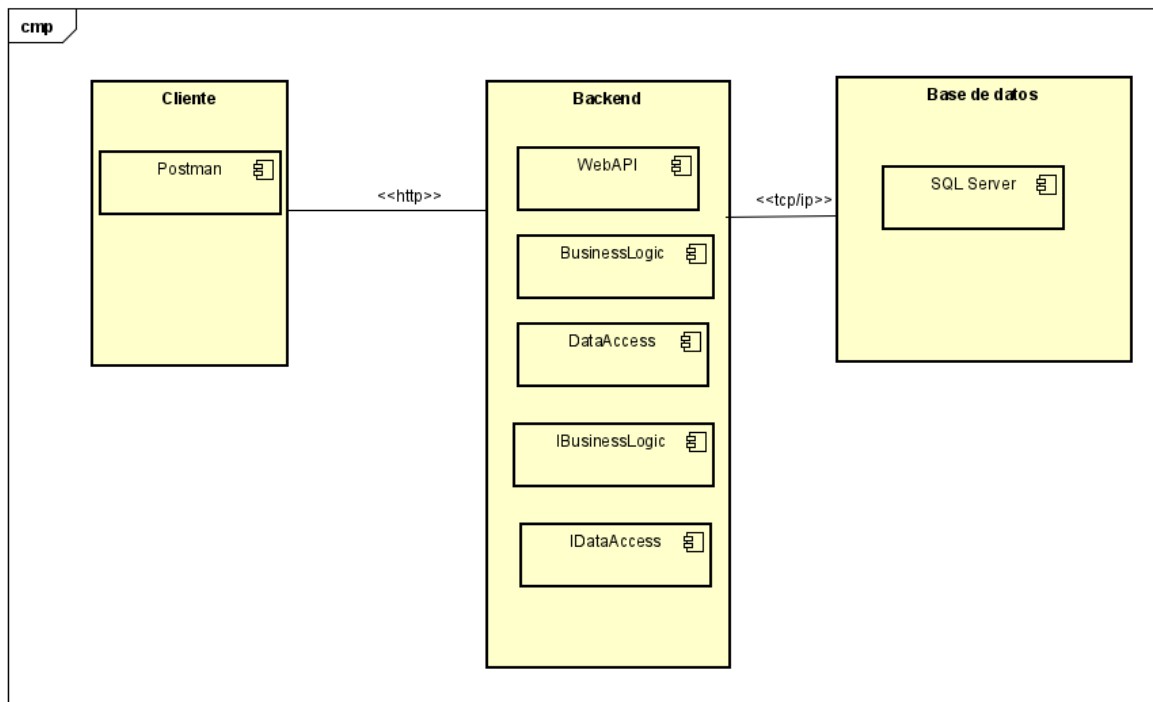 cmp
Cliente
Postman
<<http>>
Backend
WebAPI
BusinessLogic
DataAccess
IBusinessLogic
IDataAccess
<<tcp/ip>>
Base de datos
SQL Server